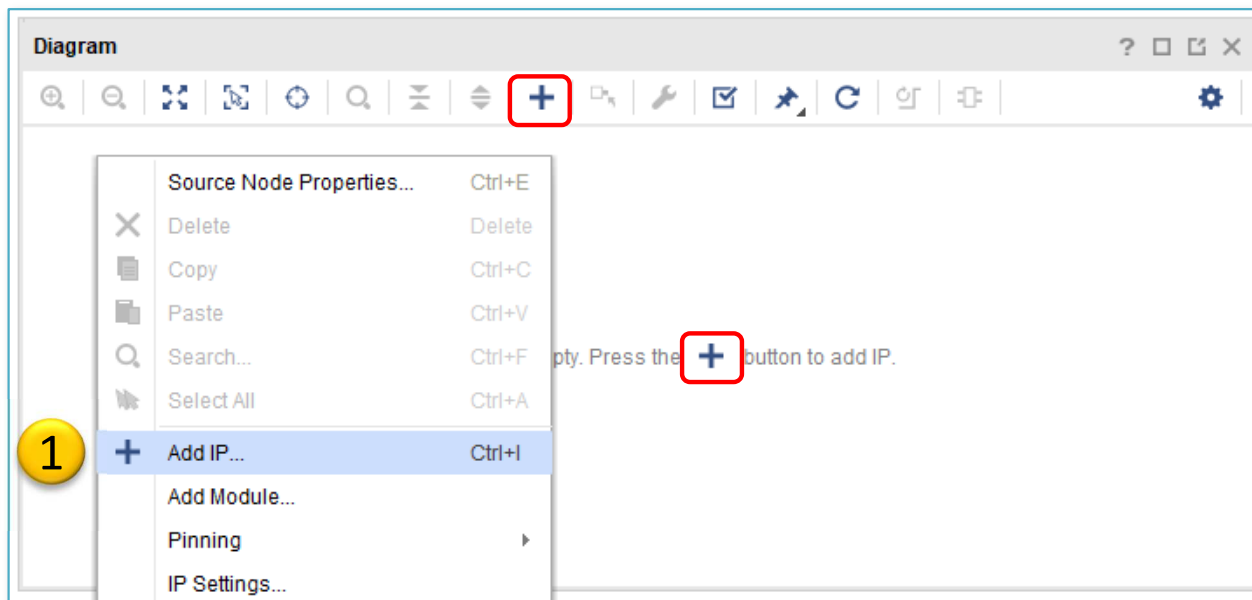 Diagram
Source Node Properties... Ctrl+E
Delete Delete
Copy Ctrl+C
Paste Ctrl+V
Search... Ctrl+F
pty. Press the button to add IP.
Select All Ctrl+A
1
Add IP... Ctrl+I
Add Module...
Pinning
IP Settings...